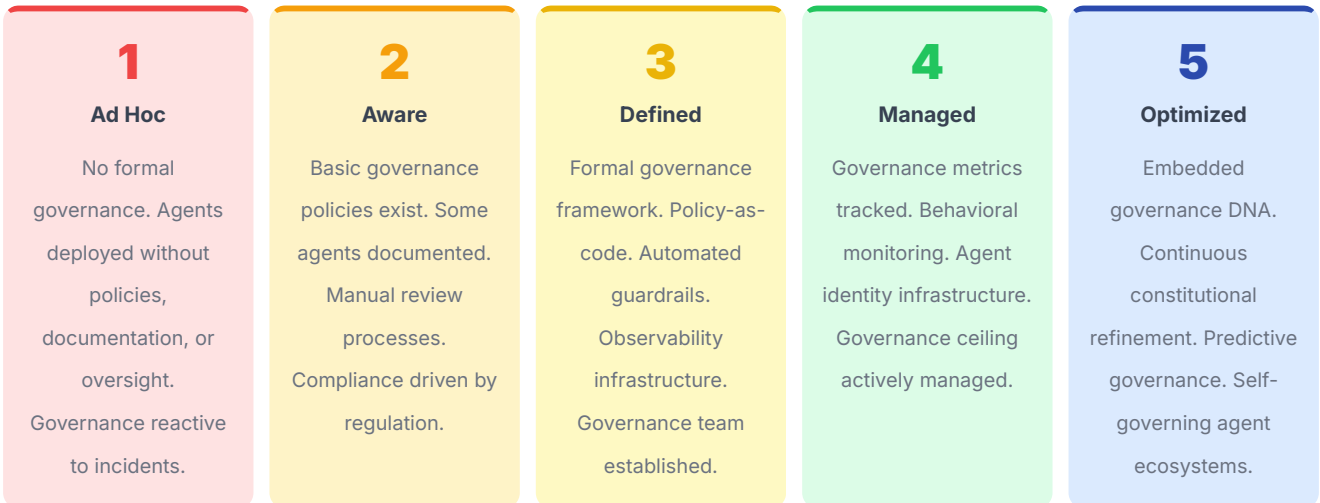 1
Ad Hoc
No formal
governance. Agents
deployed without
policies,
documentation, or
oversight.
Governance reactive
to incidents.
2
Aware
Basic governance
policies exist. Some
agents documented.
Manual review
processes.
Compliance driven by
regulation.
3
Defined
Formal governance
framework. Policy-as-
code. Automated
guardrails.
Observability
infrastructure.
Governance team
established.
4
Managed
Governance metrics
tracked. Behavioral
monitoring. Agent
identity infrastructure.
Governance ceiling
actively managed.
5
Optimized
Embedded
governance DNA.
Continuous
constitutional
refinement. Predictive
governance. Self-
governing agent
ecosystems.